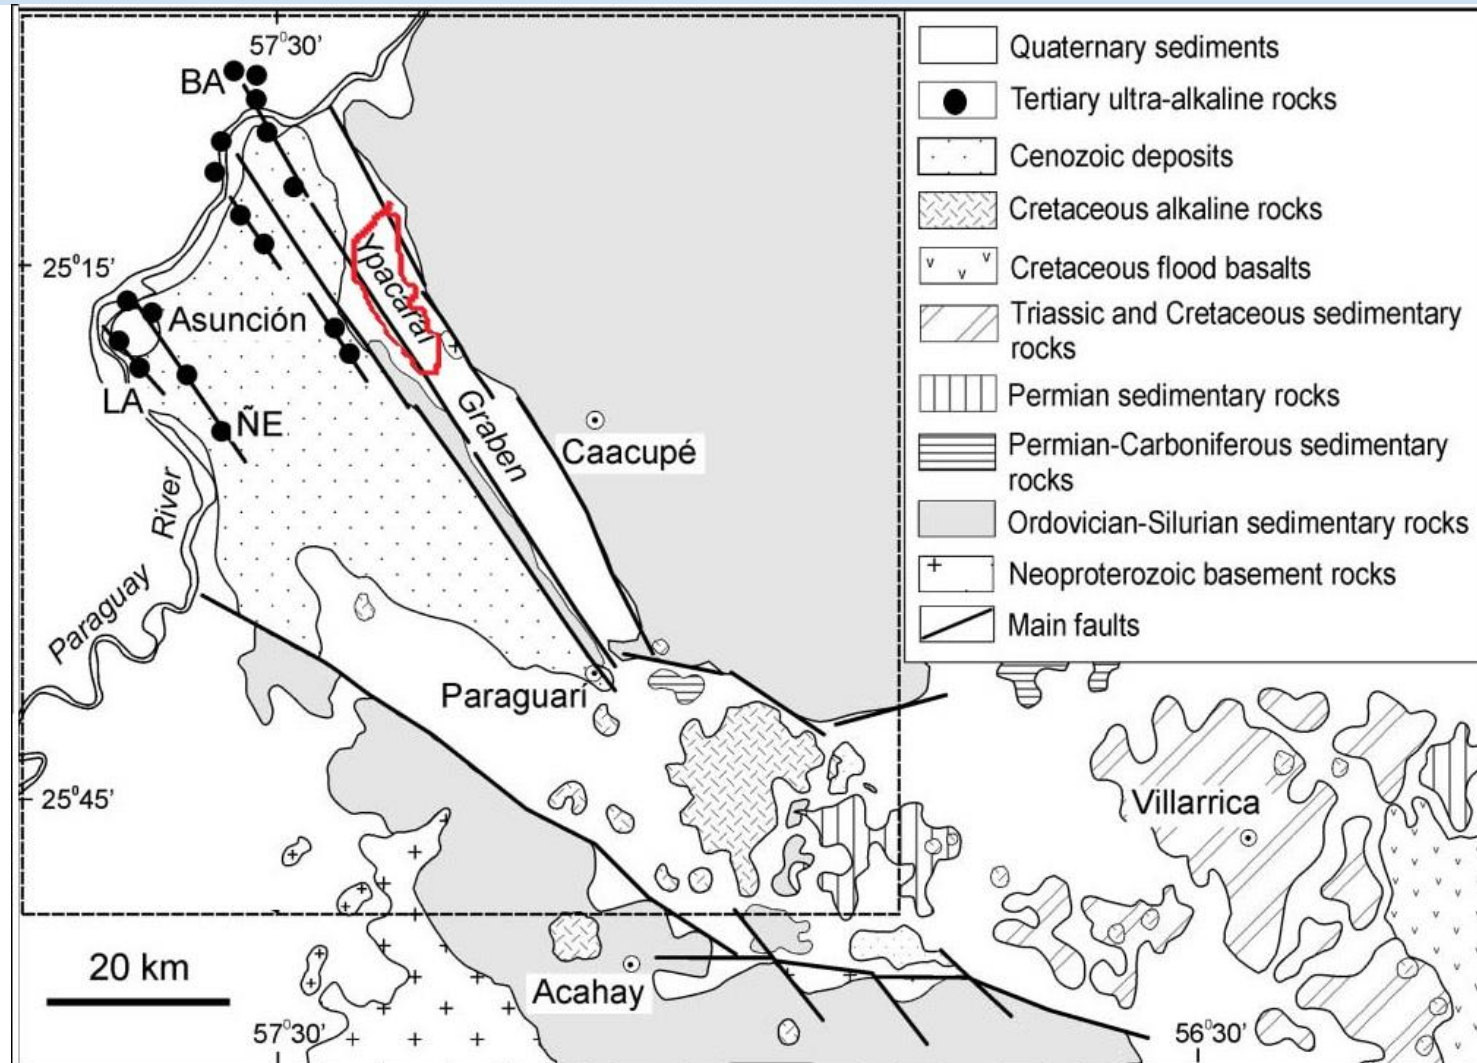 57°30'
BA
25°15'
Asunción
LA
ÑE
Ypacaraí
Graben
Caacupé
River
Paraguay
Paraguarí
25°45'
Villarrica
20 km
Acahay
57°30'
56°30'
Quaternary sediments
Tertiary ultra-alkaline rocks
Cenozoic deposits
Cretaceous alkaline rocks
Cretaceous flood basalts
Triassic and Cretaceous sedimentary
rocks
Permian sedimentary rocks
Permian-Carboniferous sedimentary
rocks
Ordovician-Silurian sedimentary rocks
Neoproterozoic basement rocks
Main faults